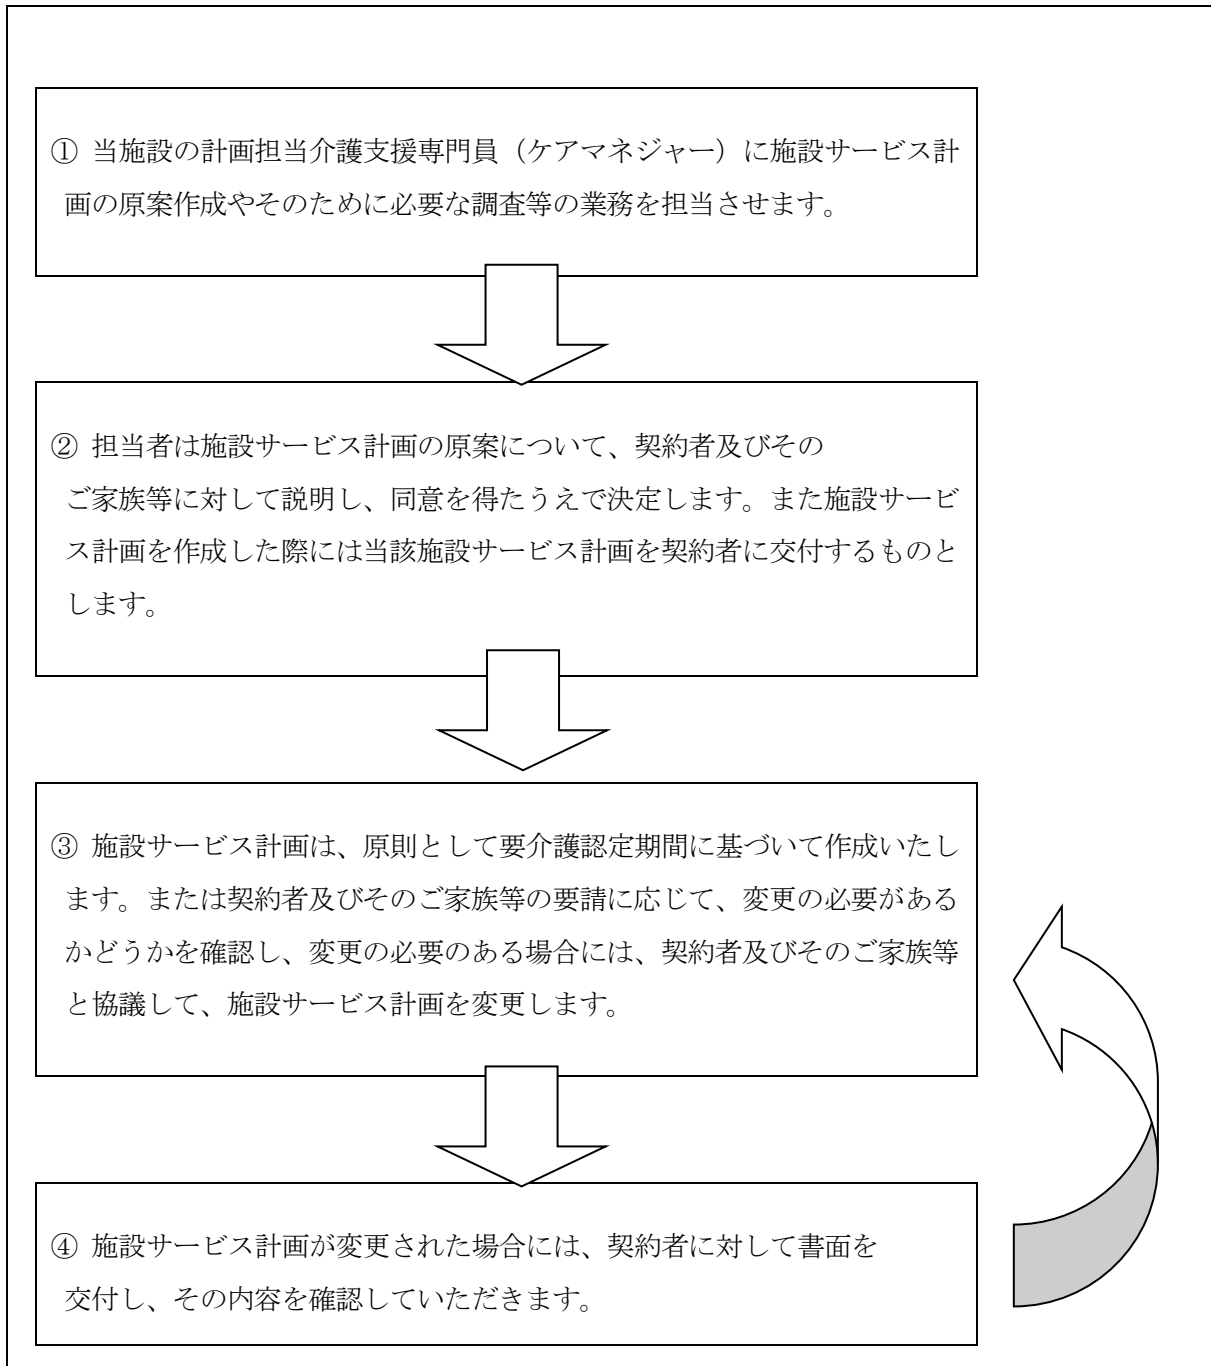 ① 当施設の計画担当介護支援専門員（ケアマネジャー）に施設サービス計
画の原案作成やそのために必要な調査等の業務を担当させます。
② 担当者は施設サービス計画の原案について、契約者及びその
ご家族等に対して説明し、同意を得たうえで決定します。また施設サービ
ス計画を作成した際には当該施設サービス計画を契約者に交付するものと
します。
③ 施設サービス計画は、原則として要介護認定期間に基づいて作成いたし
ます。または契約者及びそのご家族等の要請に応じて、変更の必要がある
かどうかを確認し、変更の必要のある場合には、契約者及びそのご家族等
と協議して、施設サービス計画を変更します。
④ 施設サービス計画が変更された場合には、契約者に対して書面を
交付し、その内容を確認していただきます。